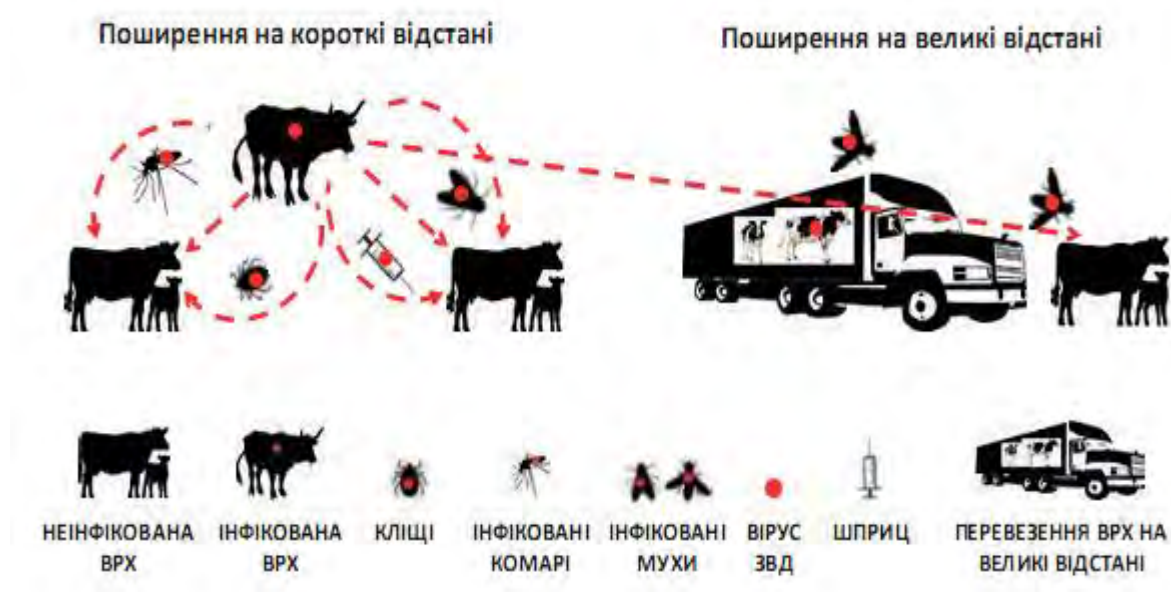 Поширення на короткі відстані
Поширення на великі відстані
НЕІНФІКОВАНА
ВРХ
ІНФІКОВАНА
ВРХ
КЛІЩІ
ІНФІКОВАНІ
КОМАРІ
ІНФІКОВАНІ
МУХИ
ВІРУС
ЗВД
ШПРИЦ
ПЕРЕВЕЗЕННЯ ВРХ НА
ВЕЛИКІ ВІДСТАНІ